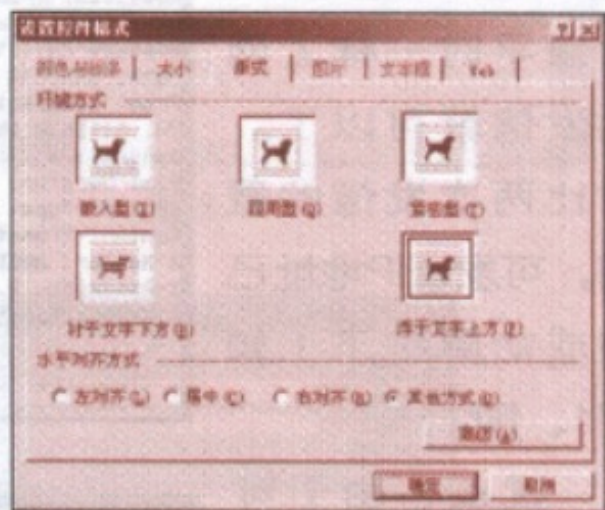 设置控件格式
颜色与线条 大小 版式 图片 文本框 Web
环绕方式
嵌入型(I) 四周型(Q) 紧密型(T)
衬于文字下方(B) 浮于文字上方(F)
水平对齐方式
左对齐(L) 居中(C) 右对齐(R) 其他方式(O)
高级(A)
确定 取消